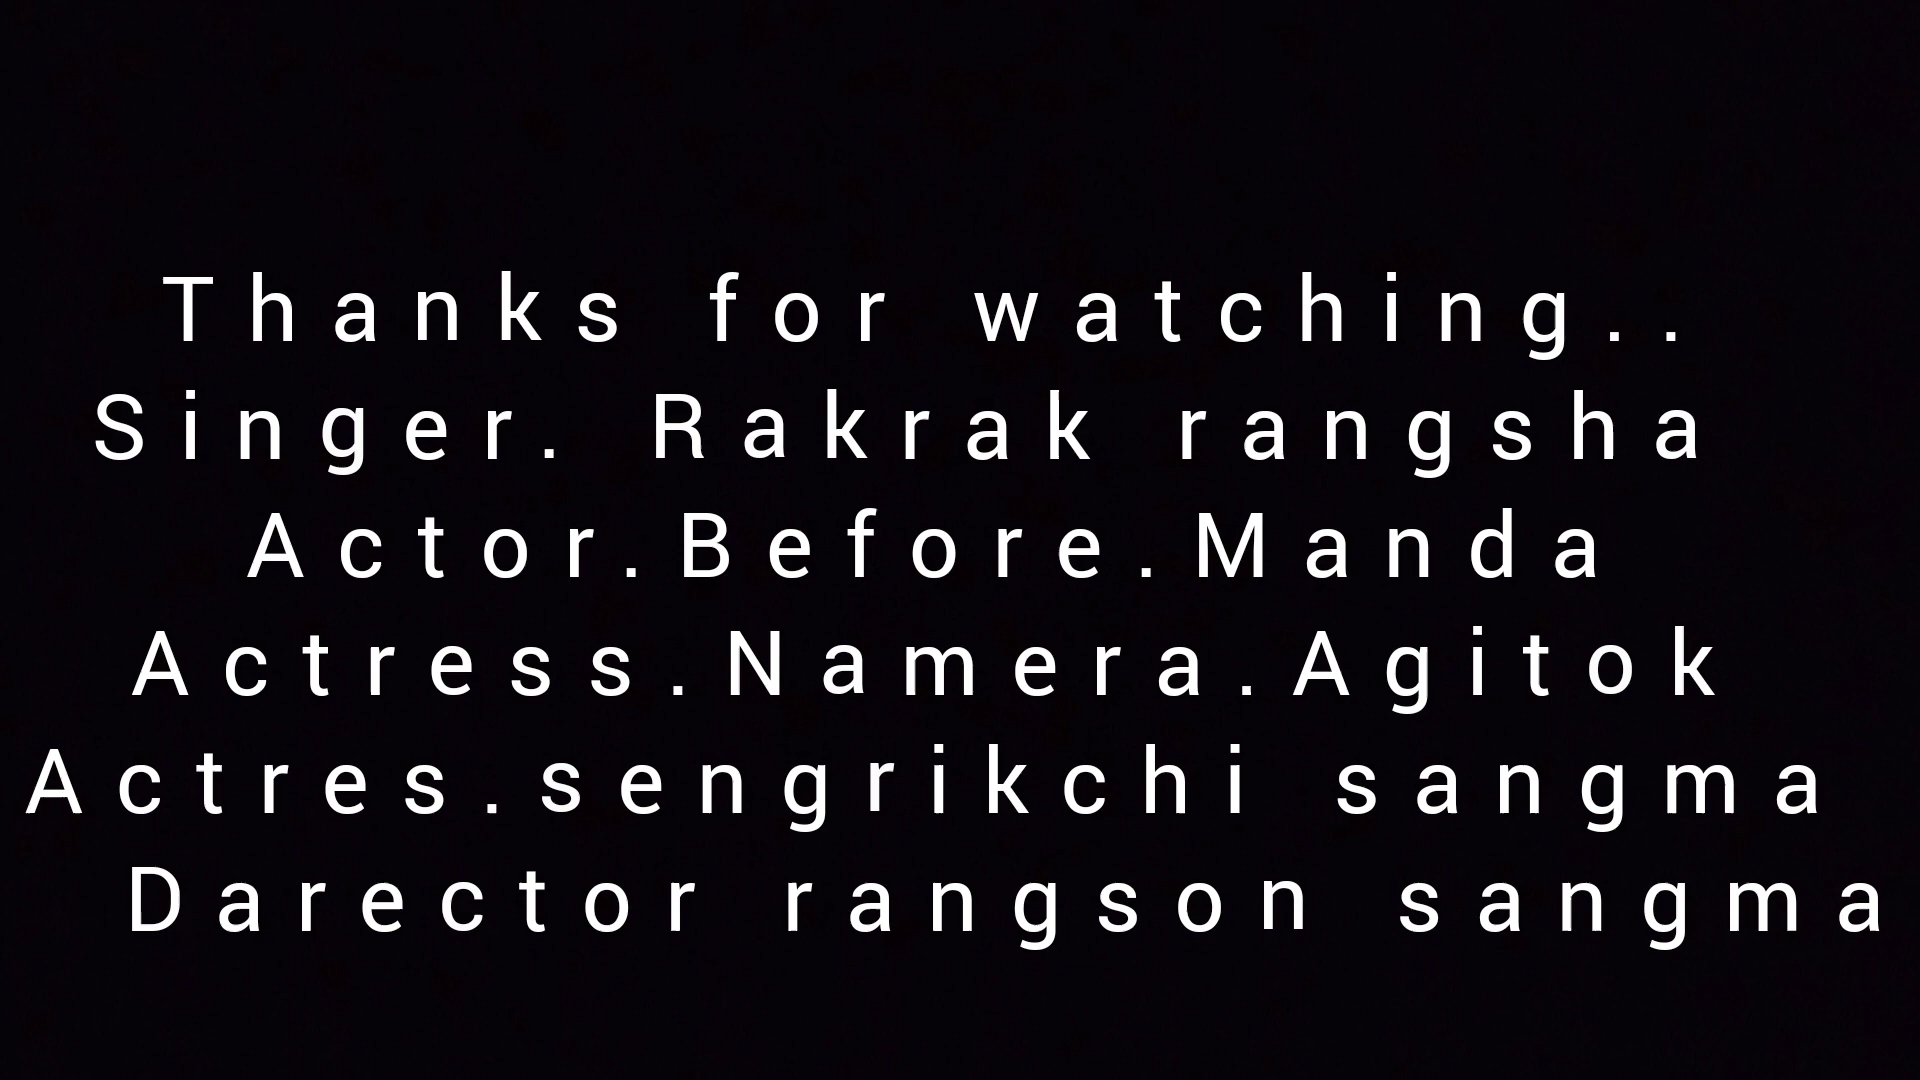 Thanks for watching..
Singer. Rakrak rangsha
Actor.Before.Manda
Actress.Namera.Agitok
Actres.sengrikchi sangma
Darector rangson sangma